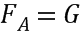 F_A = G